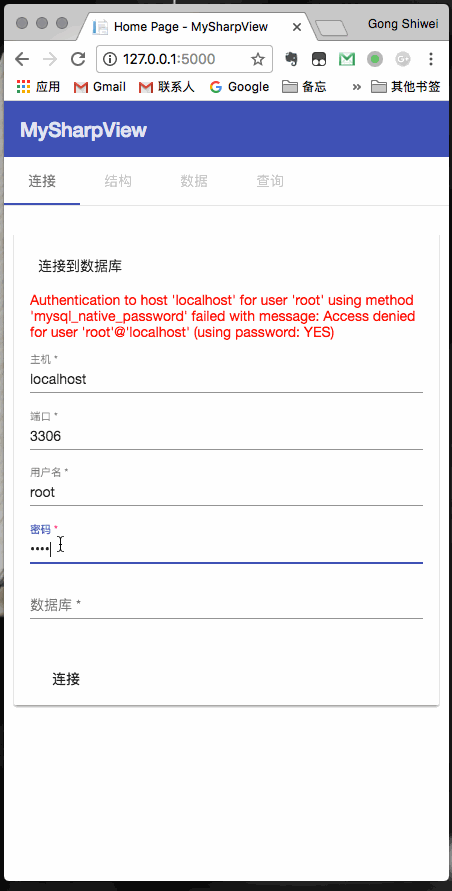 Home Page - MySharpView
Gong Shiwei
127.0.0.1:5000
应用 Gmail 联系人 Google 备忘 » 其他书签
MySharpView
连接 结构 数据 查询
连接到数据库
Authentication to host 'localhost' for user 'root' using method
'mysql_native_password' failed with message: Access denied
for user 'root'@'localhost' (using password: YES)
主机 *
localhost
端口 *
3306
用户名 *
root
密码 *
••••
数据库 *
连接